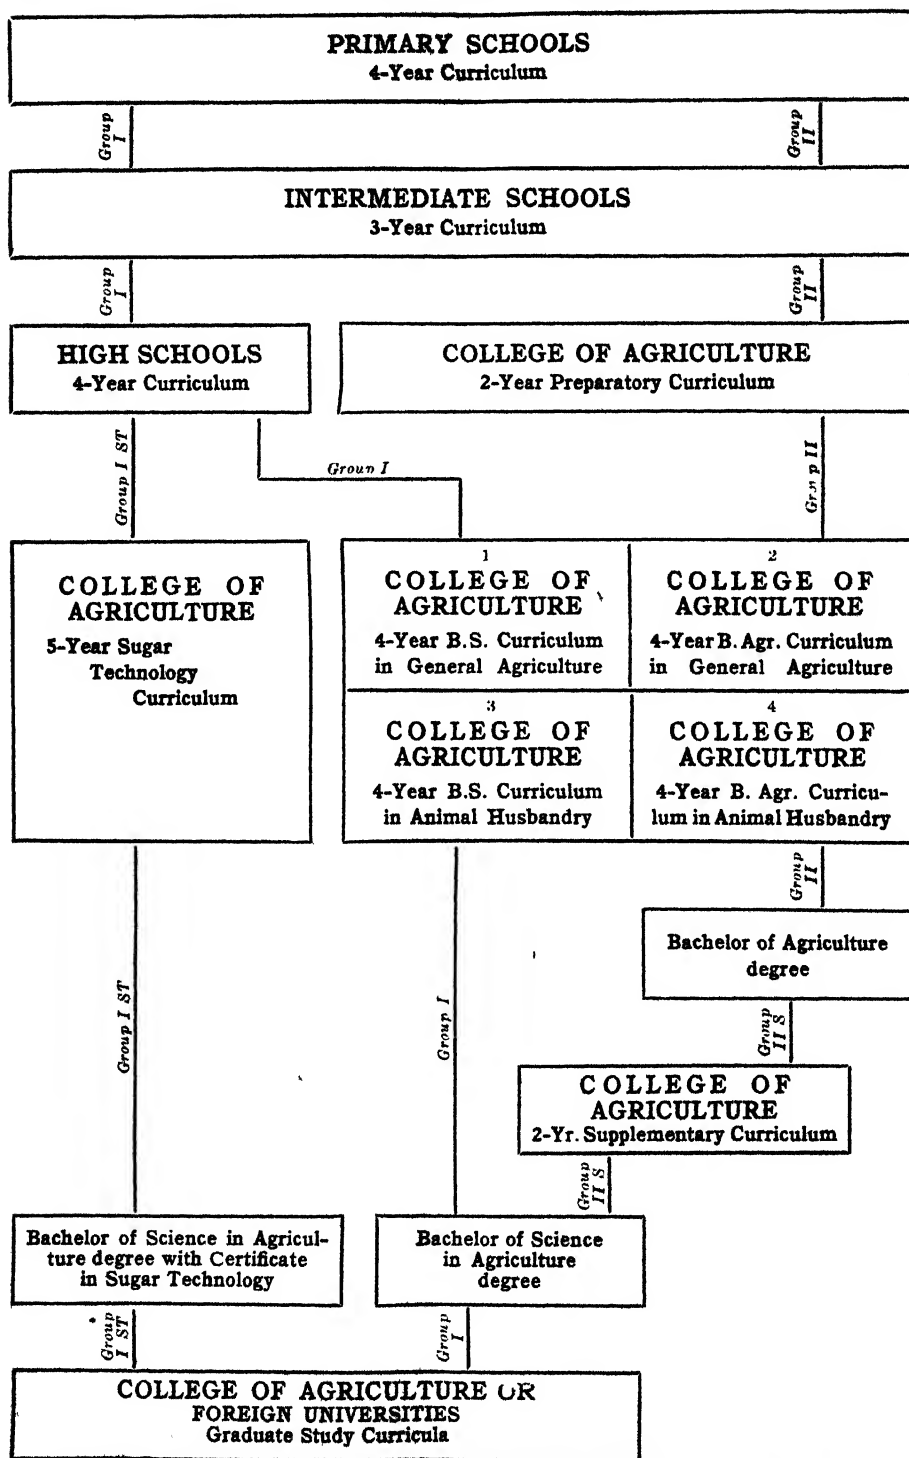 PRIMARY SCHOOLS
4-Year Curriculum
Group
I
Group
II
INTERMEDIATE SCHOOLS
3-Year Curriculum
Group
I
Group
II
HIGH SCHOOLS
4-Year Curriculum
COLLEGE OF AGRICULTURE
2-Year Preparatory Curriculum
Group I ST
Group I
Group II
COLLEGE OF
AGRICULTURE
5-Year Sugar
Technology
Curriculum
1
COLLEGE OF
AGRICULTURE
4-Year B.S. Curriculum
in General Agriculture
2
COLLEGE OF
AGRICULTURE
4-Year B. Agr. Curriculum
in General Agriculture
3
COLLEGE OF
AGRICULTURE
4-Year B.S. Curriculum
in Animal Husbandry
4
COLLEGE OF
AGRICULTURE
4-Year B. Agr. Curricu-
lum in Animal Husbandry
Group
II
Bachelor of Agriculture
degree
Group I ST
Group I
Group
II S
COLLEGE OF
AGRICULTURE
2-Yr. Supplementary Curriculum
Group
II S
Bachelor of Science in Agricul-
ture degree with Certificate
in Sugar Technology
Bachelor of Science
in Agriculture
degree
Group
I ST
Group
I
COLLEGE OF AGRICULTURE OR
FOREIGN UNIVERSITIES
Graduate Study Curricula